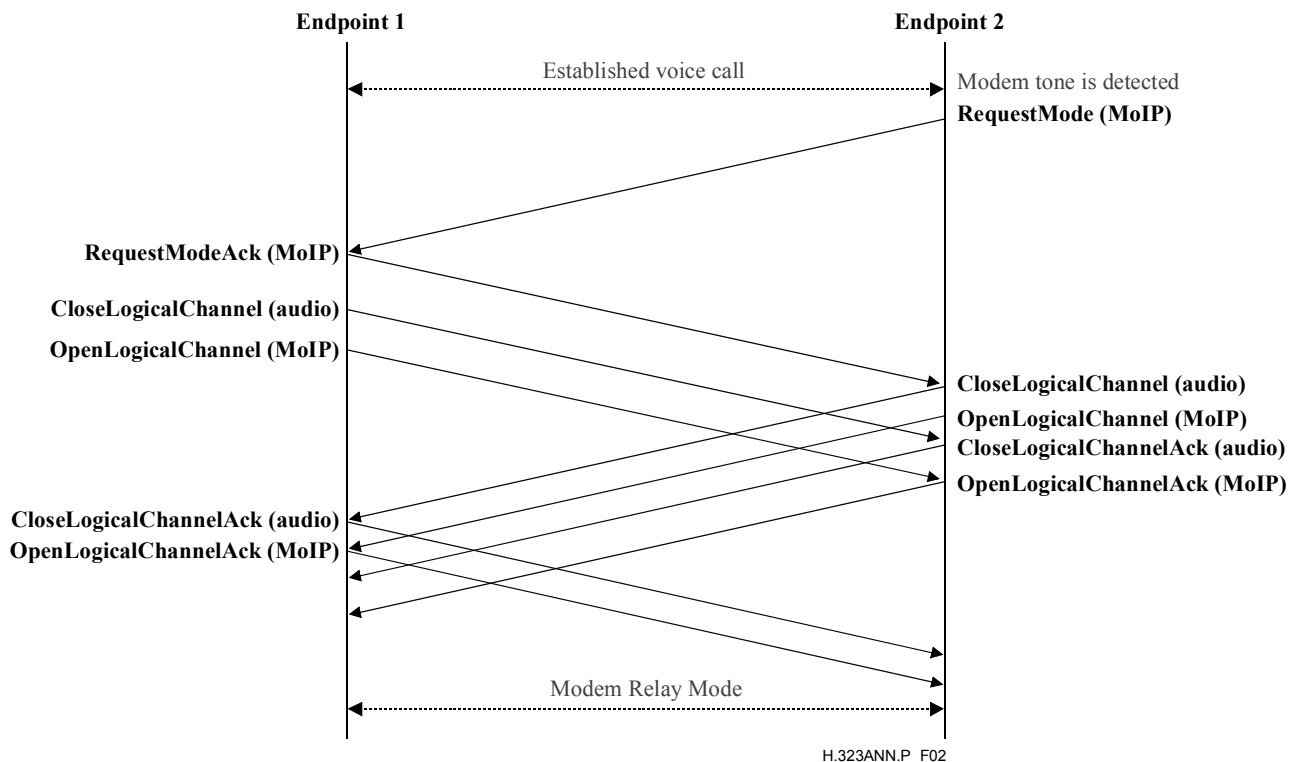 Endpoint 1
Endpoint 2
Established voice call
Modem tone is detected
RequestMode (MoIP)
RequestModeAck (MoIP)
CloseLogicalChannel (audio)
OpenLogicalChannel (MoIP)
CloseLogicalChannel (audio)
OpenLogicalChannel (MoIP)
CloseLogicalChannelAck (audio)
OpenLogicalChannelAck (MoIP)
CloseLogicalChannelAck (audio)
OpenLogicalChannelAck (MoIP)
Modem Relay Mode
H.323ANN.P_F02